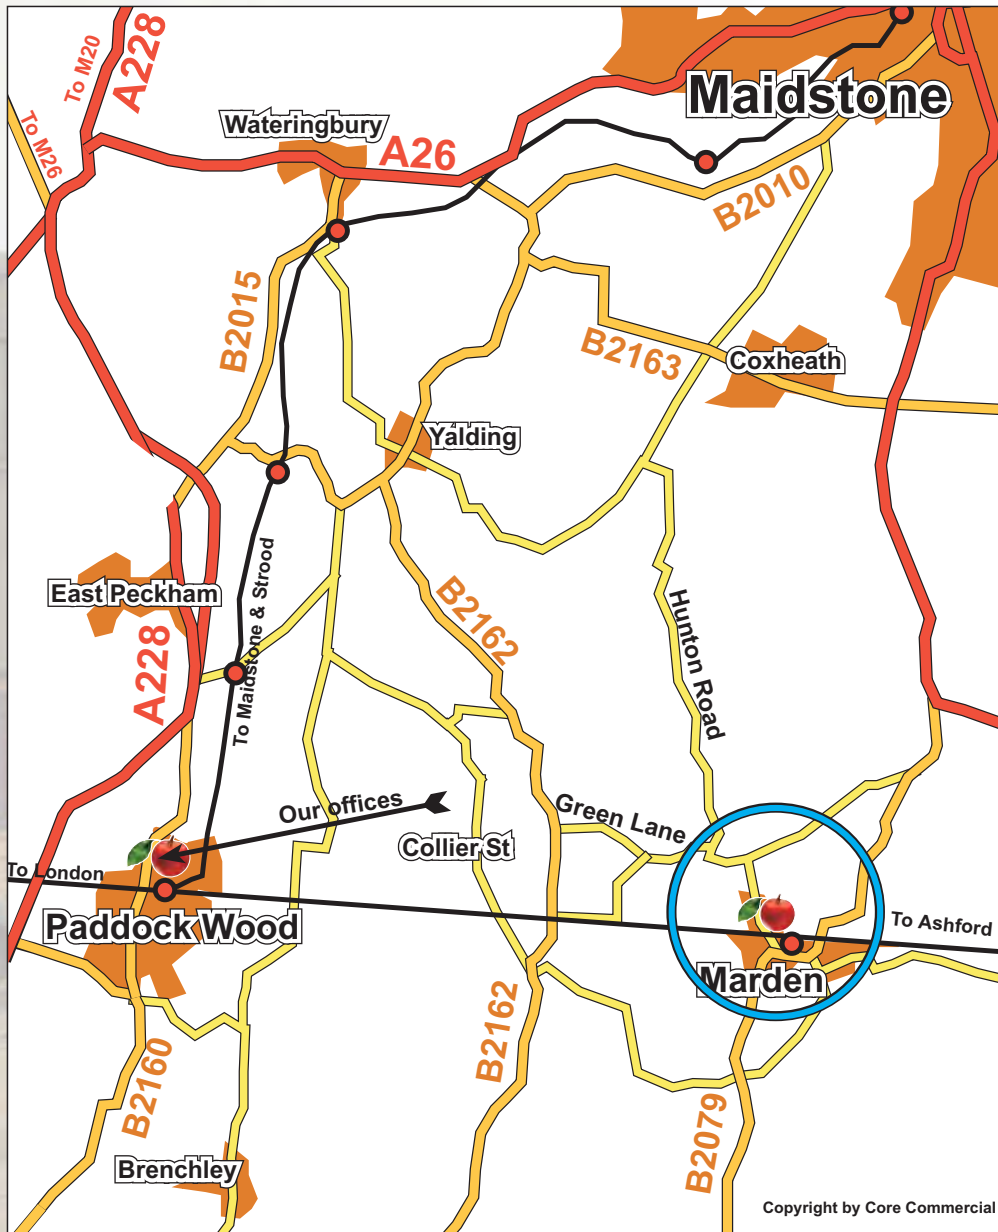 To M20
A228
Maidstone
Wateringbury
To M26
A26
B2010
B2015
B2163
Coxheath
Yalding
East Peckham
To Maidstone & Strood
B2162
Hunton Road
A228
Our offices
Green Lane
Collier St
To London
Paddock Wood
To Ashford
Marden
B2162
B2160
B2079
Brenchley
Copyright by Core Commercial